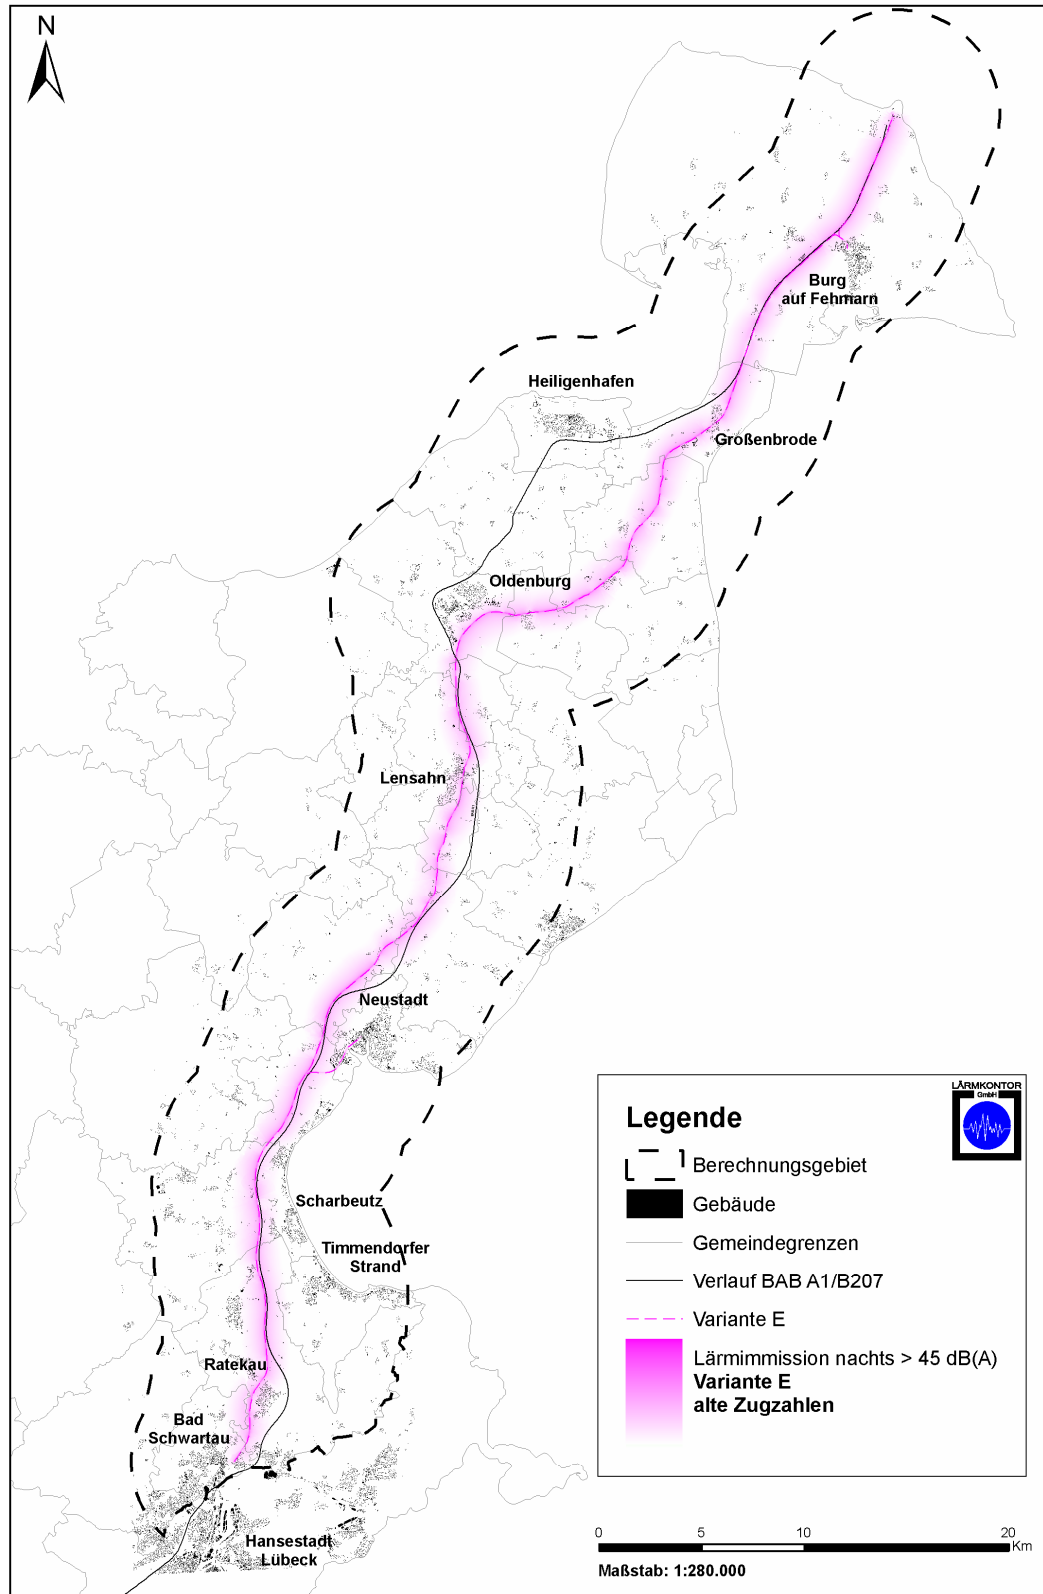 N
Burg
auf Fehmarn
Heiligenhafen
Großenbrode
Oldenburg
Lensahn
Neustadt
Scharbeutz
Timmendorfer
Strand
Ratekau
Bad
Schwartau
Hansestadt
Lübeck
LÄRMKONTOR
GmbH
Legende
Berechnungsgebiet
Gebäude
Gemeindegrenzen
Verlauf BAB A1/B207
Variante E
Lärmimmission nachts > 45 dB(A)
Variante E
alte Zugzahlen
0 5 10 20
Km
Maßstab: 1:280.000